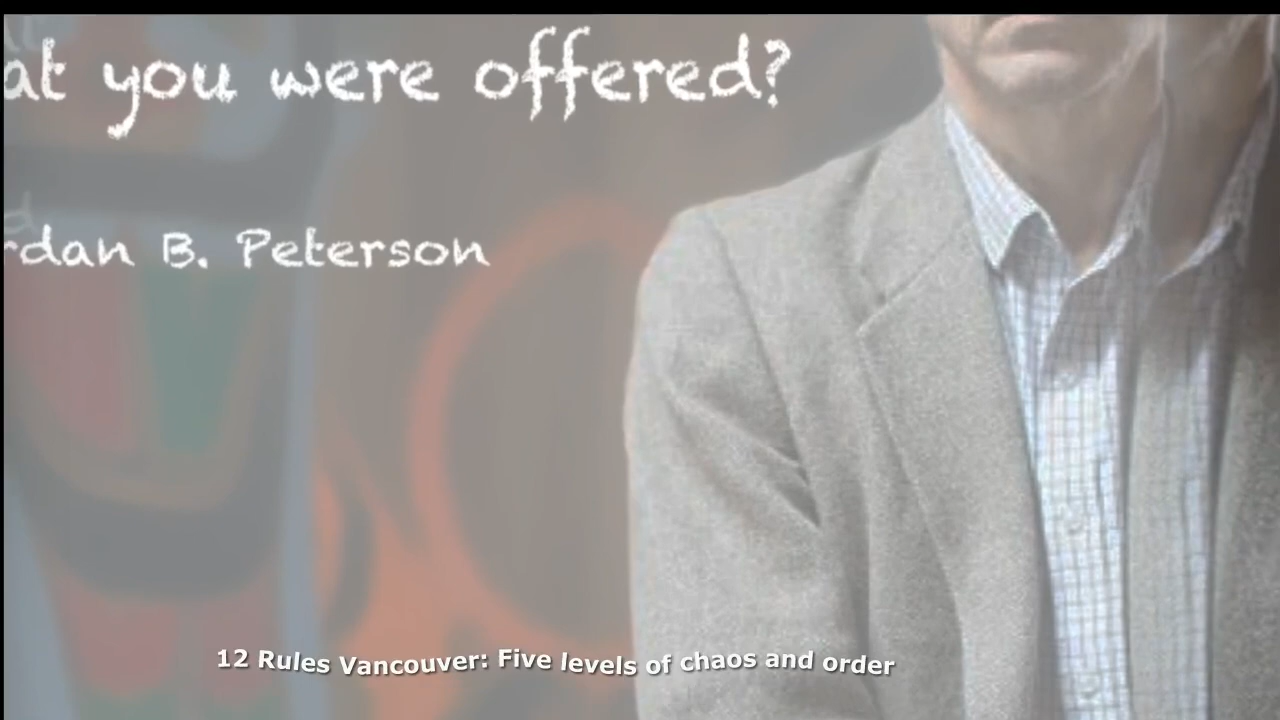 at you were offered?
rdan B. Peterson
12 Rules Vancouver: Five levels of chaos and order